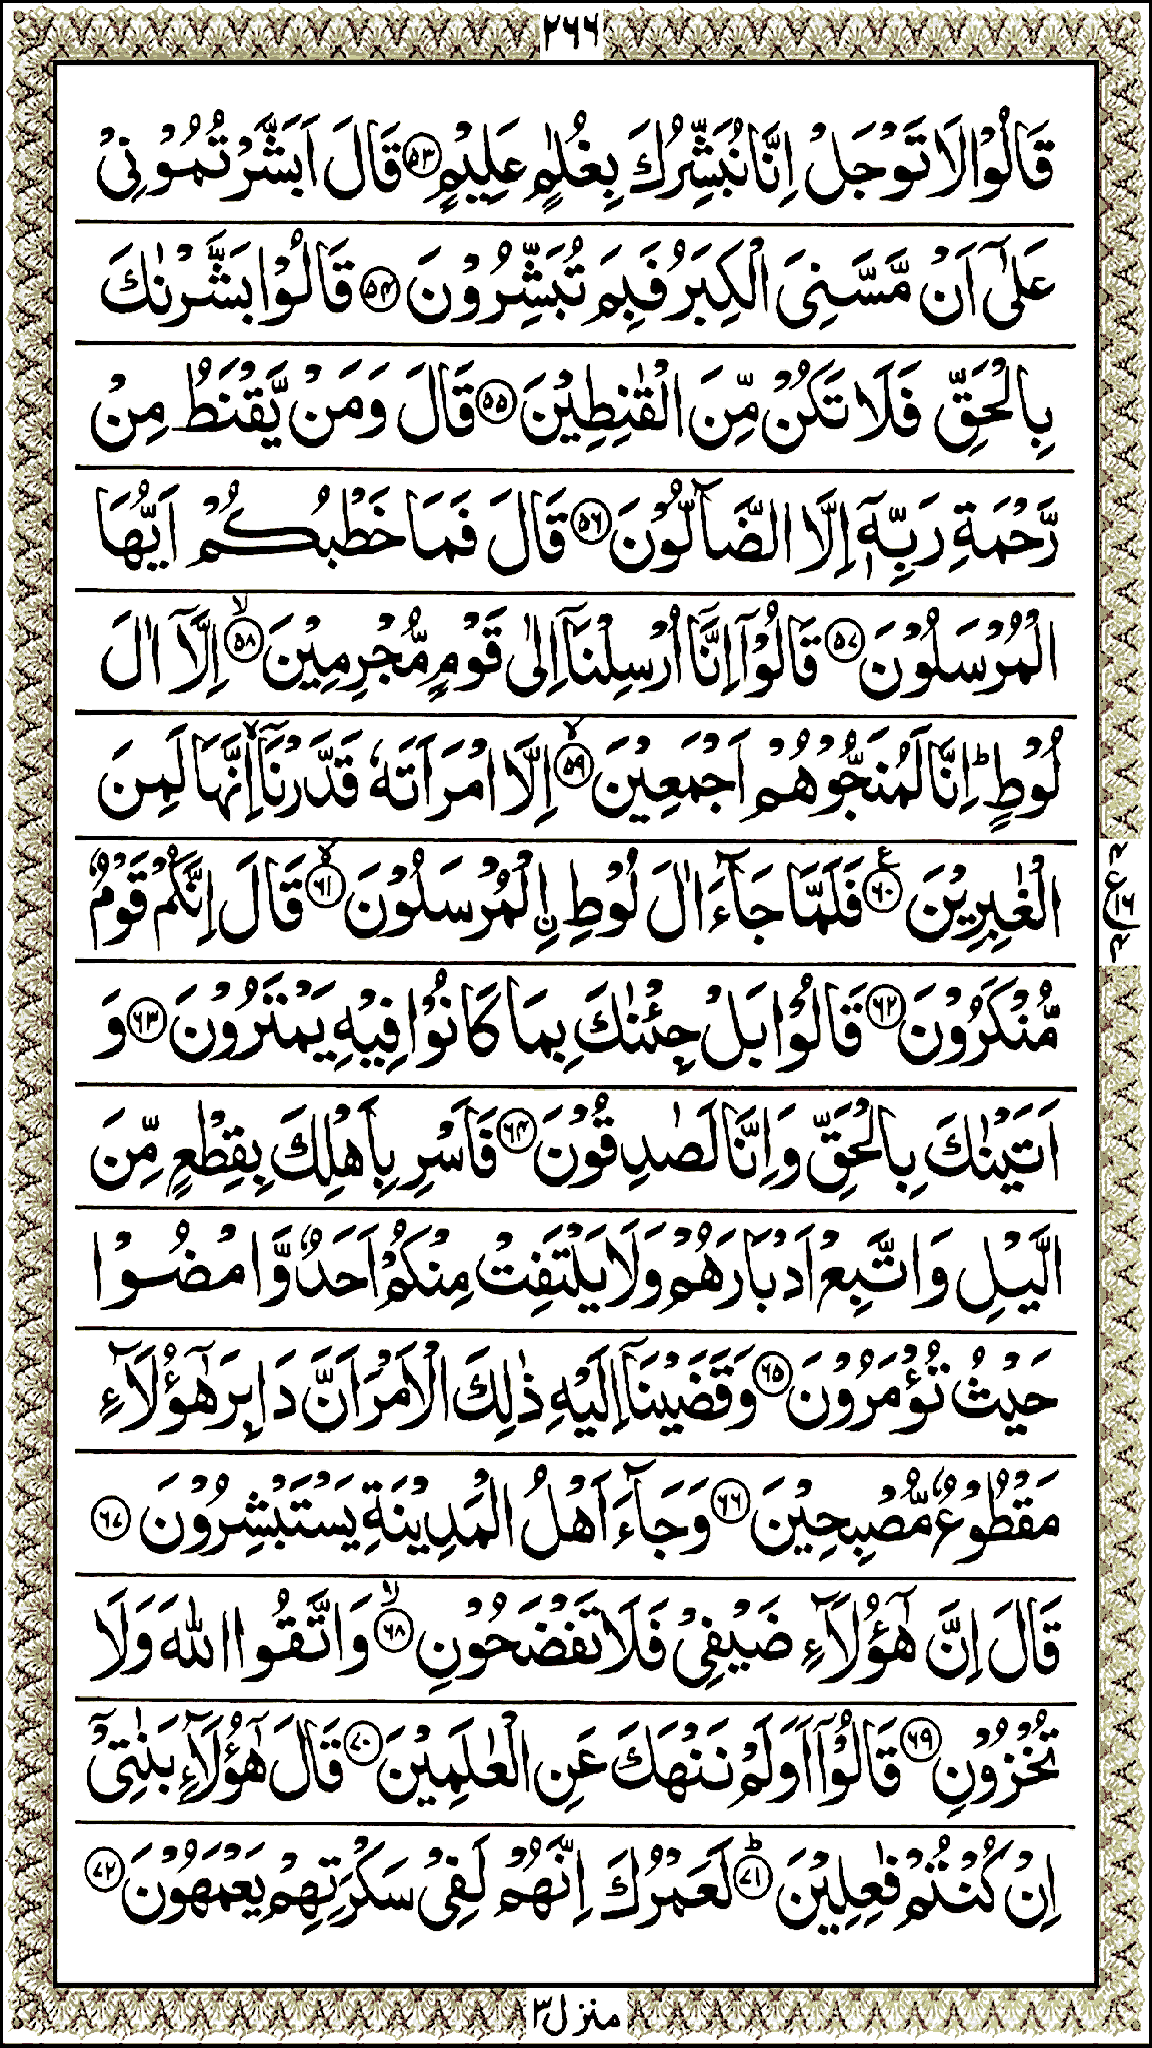 ٢٦٦
قَالُوْا لَا تَوْجَلْ اِنَّا نُبَشِّرُكَ بِغُلٰمٍ عَلِيْمٍ ﴿۵۳﴾ قَالَ اَبَشَّرْتُمُوْنِيْ
عَلٰٓى اَنْ مَّسَّنِيَ الْكِبَرُ فَبِمَ تُبَشِّرُوْنَ ﴿۵۴﴾ قَالُوْا بَشَّرْنٰكَ
بِالْحَقِّ فَلَا تَكُنْ مِّنَ الْقٰنِطِيْنَ ﴿۵۵﴾ قَالَ وَمَنْ يَّقْنَطُ مِنْ
رَّحْمَةِ رَبِّهٖٓ اِلَّا الضَّآلُّوْنَ ﴿۵۶﴾ قَالَ فَمَا خَطْبُكُمْ اَيُّهَا
الْمُرْسَلُوْنَ ﴿۵۷﴾ قَالُوْٓا اِنَّآ اُرْسِلْنَآ اِلٰى قَوْمٍ مُّجْرِمِيْنَ ﴿۵۸﴾ۙ اِلَّآ اٰلَ
لُوْطٍ ؕ اِنَّا لَمُنَجُّوْهُمْ اَجْمَعِيْنَ ﴿۵۹﴾ۙ اِلَّا امْرَاَتَهٗ قَدَّرْنَآ ۙ اِنَّهَا لَمِنَ
الْغٰبِرِيْنَ ﴿۶۰﴾ۧ فَلَمَّا جَآءَ اٰلَ لُوْطِ ِۨالْمُرْسَلُوْنَ ﴿۶۱﴾ۙ قَالَ اِنَّكُمْ قَوْمٌ
ع ۱۶ ۴
مُّنْكَرُوْنَ ﴿۶۲﴾ قَالُوْا بَلْ جِئْنٰكَ بِمَا كَانُوْا فِيْهِ يَمْتَرُوْنَ ﴿۶۳﴾ وَ
اَتَيْنٰكَ بِالْحَقِّ وَاِنَّا لَصٰدِقُوْنَ ﴿۶۴﴾ فَاَسْرِ بِاَهْلِكَ بِقِطْعٍ مِّنَ
الَّيْلِ وَاتَّبِعْ اَدْبَارَهُمْ وَلَا يَلْتَفِتْ مِنْكُمْ اَحَدٌ وَّامْضُوْا
حَيْثُ تُؤْمَرُوْنَ ﴿۶۵﴾ وَقَضَيْنَآ اِلَيْهِ ذٰلِكَ الْاَمْرَ اَنَّ دَابِرَ هٰٓؤُلَآءِ
مَقْطُوْعٌ مُّصْبِحِيْنَ ﴿۶۶﴾ وَجَآءَ اَهْلُ الْمَدِيْنَةِ يَسْتَبْشِرُوْنَ ﴿۶۷﴾
قَالَ اِنَّ هٰٓؤُلَآءِ ضَيْفِيْ فَلَا تَفْضَحُوْنِ ﴿۶۸﴾ۙ وَاتَّقُوا اللّٰهَ وَلَا
تُخْزُوْنِ ﴿۶۹﴾ قَالُوْٓا اَوَلَمْ نَنْهَكَ عَنِ الْعٰلَمِيْنَ ﴿۷۰﴾ قَالَ هٰٓؤُلَآءِ بَنٰتِيْٓ
اِنْ كُنْتُمْ فٰعِلِيْنَ ﴿۷۱﴾ؕ لَعَمْرُكَ اِنَّهُمْ لَفِيْ سَكْرَتِهِمْ يَعْمَهُوْنَ ﴿۷۲﴾
منزل ۳